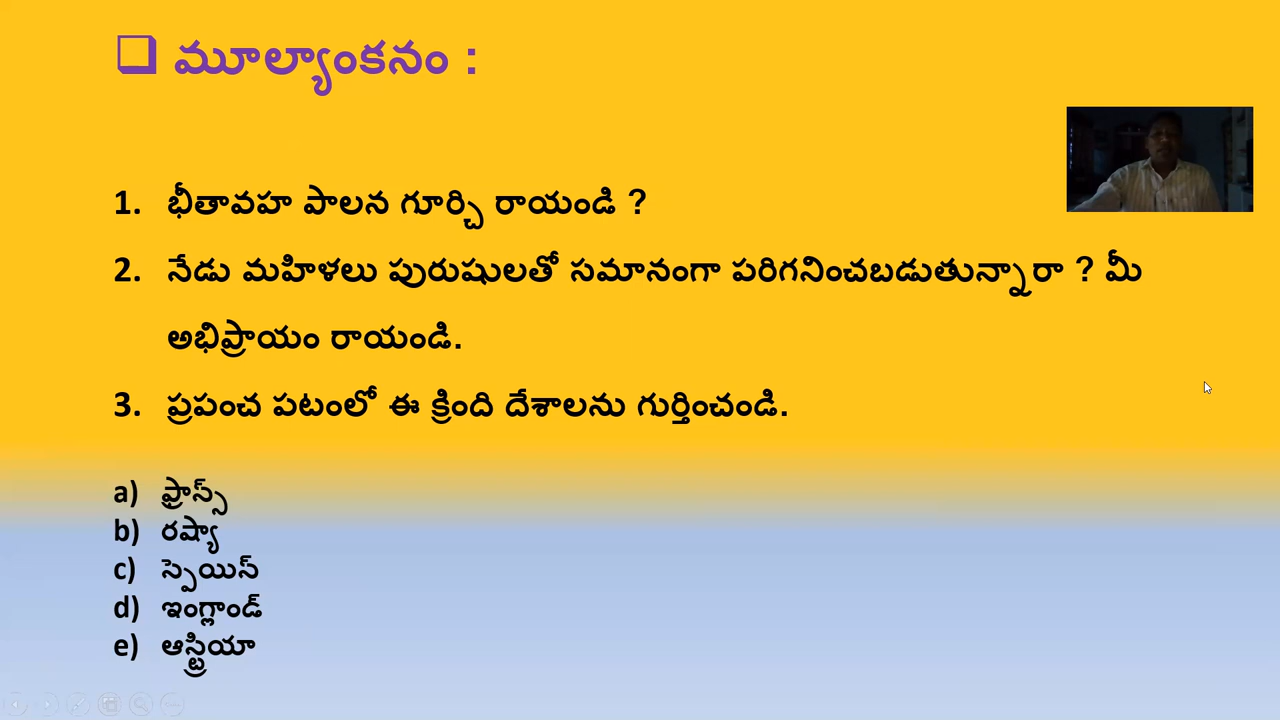 ❑ మూల్యాంకనం :
1. భీతావహ పాలన గూర్చి రాయండి ?
2. నేడు మహిళలు పురుషులతో సమానంగా పరిగనించబడుతున్నారా ? మీ
అభిప్రాయం రాయండి.
3. ప్రపంచ పటంలో ఈ క్రింది దేశాలను గుర్తించండి.
a) ఫ్రాస్స్
b) రష్యా
c) స్పెయిస్
d) ఇంగ్లాండ్
e) ఆస్ట్రియా